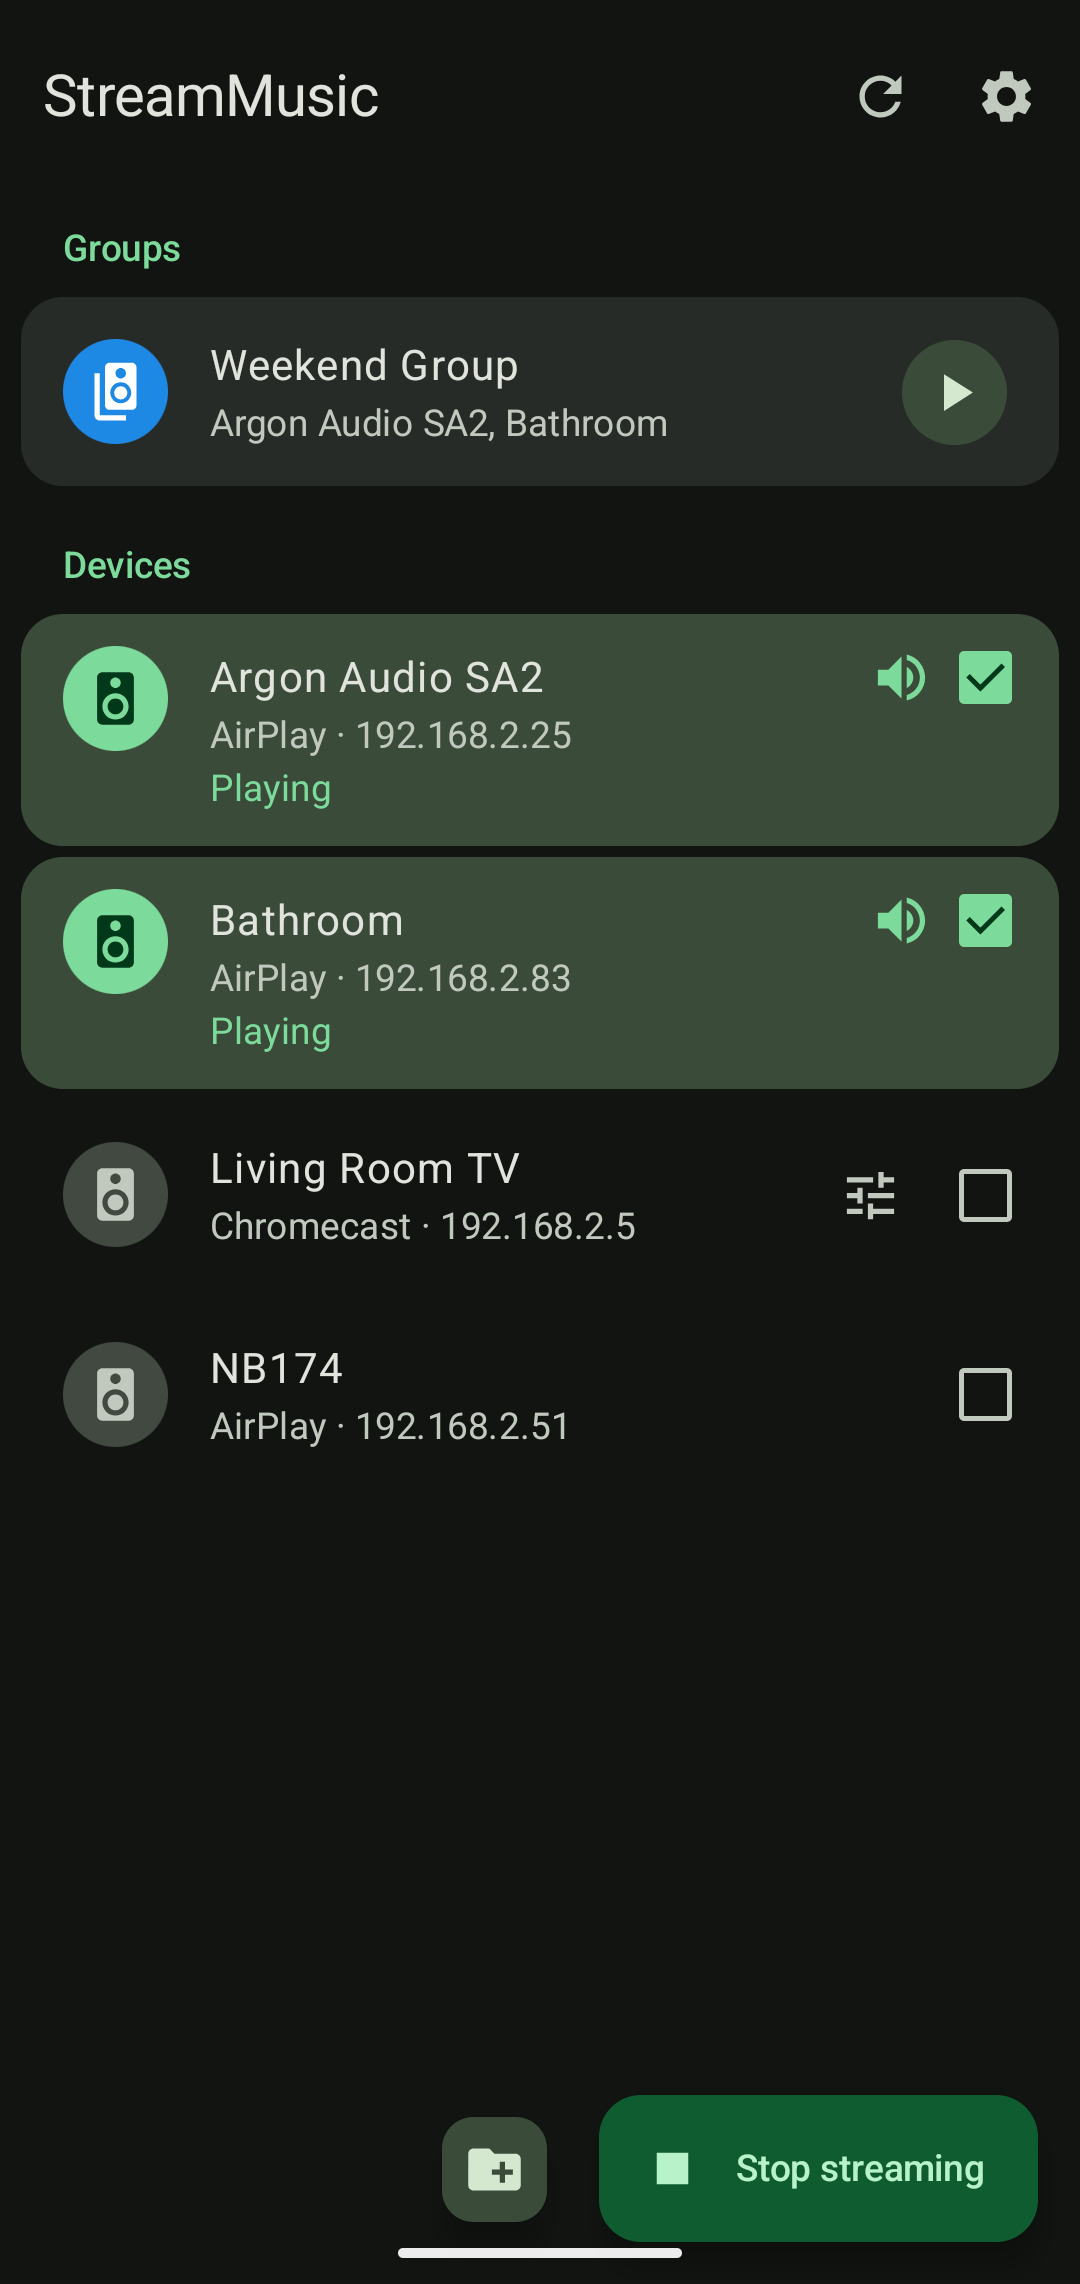 StreamMusic
Groups
Weekend Group
Argon Audio SA2, Bathroom
Devices
Argon Audio SA2
AirPlay · 192.168.2.25
Playing
Bathroom
AirPlay · 192.168.2.83
Playing
Living Room TV
Chromecast · 192.168.2.5
NB174
AirPlay · 192.168.2.51
Stop streaming